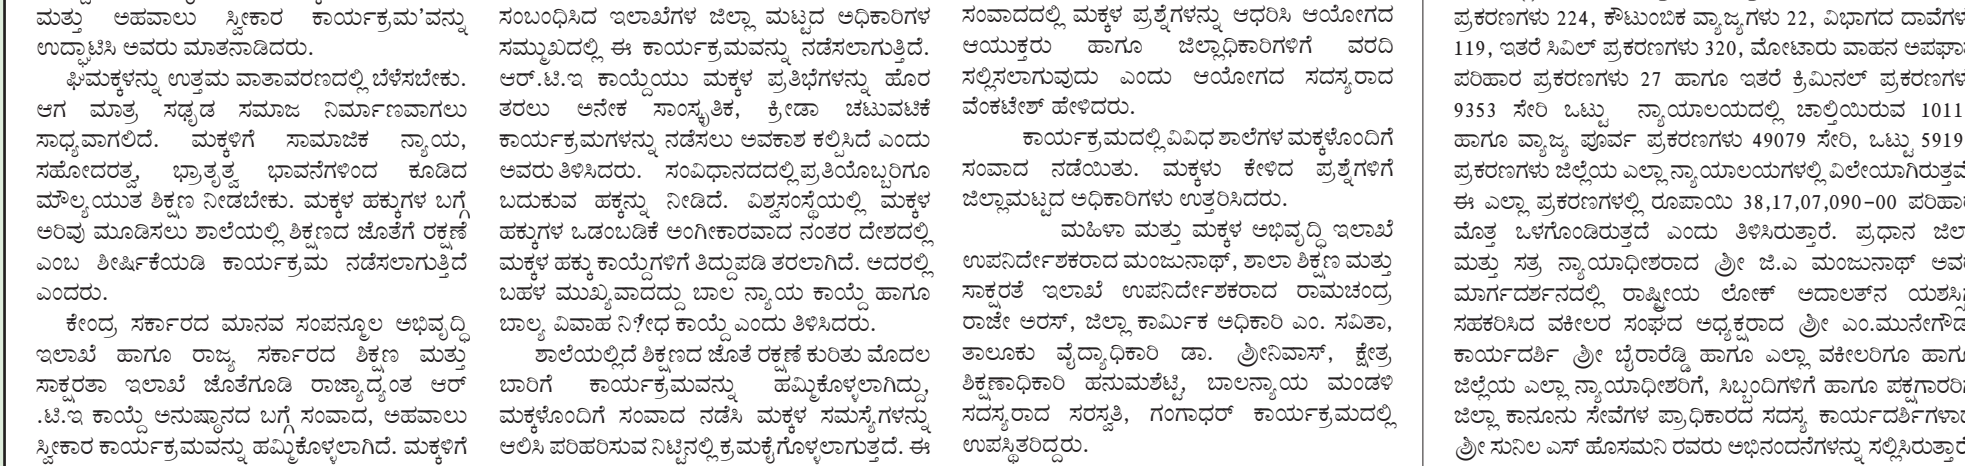 ಮತ್ತು ಅಹವಾಲು ಸ್ವೀಕಾರ ಕಾರ್ಯಕ್ರಮ'ವನ್ನು
ಉದ್ಘಾಟಿಸಿ ಅವರು ಮಾತನಾಡಿದರು.
ಘಿಮಕ್ಕಳನ್ನು ಉತ್ತಮ ವಾತಾವರಣದಲ್ಲಿ ಬೆಳೆಸಬೇಕು.
ಆಗ ಮಾತ್ರ ಸಧೃಡ ಸಮಾಜ ನಿರ್ಮಾಣವಾಗಲು
ಸಾಧ್ಯವಾಗಲಿದೆ. ಮಕ್ಕಳಿಗೆ ಸಾಮಾಜಿಕ ನ್ಯಾಯ,
ಸಹೋದರತ್ವ, ಭ್ರಾತೃತ್ವ ಭಾವನೆಗಳಿಂದ ಕೂಡಿದ
ಮೌಲ್ಯಯುತ ಶಿಕ್ಷಣ ನೀಡಬೇಕು. ಮಕ್ಕಳ ಹಕ್ಕುಗಳ ಬಗ್ಗೆ
ಅರಿವು ಮೂಡಿಸಲು ಶಾಲೆಯಲ್ಲಿ ಶಿಕ್ಷಣದ ಜೊತೆಗೆ ರಕ್ಷಣೆ
ಎಂಬ ಶೀರ್ಷಿಕೆಯಡಿ ಕಾರ್ಯಕ್ರಮ ನಡೆಸಲಾಗುತ್ತಿದೆ
ಎಂದರು.
ಕೇಂದ್ರ ಸರ್ಕಾರದ ಮಾನವ ಸಂಪನ್ಮೂಲ ಅಭಿವೃದ್ಧಿ
ಇಲಾಖೆ ಹಾಗೂ ರಾಜ್ಯ ಸರ್ಕಾರದ ಶಿಕ್ಷಣ ಮತ್ತು
ಸಾಕ್ಷರತಾ ಇಲಾಖೆ ಜೊತೆಗೂಡಿ ರಾಜ್ಯಾದ್ಯಂತ ಆರ್
.ಟಿ.ಇ ಕಾಯ್ದೆ ಅನುಷ್ಠಾನದ ಬಗ್ಗೆ ಸಂವಾದ, ಅಹವಾಲು
ಸ್ವೀಕಾರ ಕಾರ್ಯಕ್ರಮವನ್ನು ಹಮ್ಮಿಕೊಳ್ಳಲಾಗಿದೆ. ಮಕ್ಕಳಿಗೆ
ಸಂಬಂಧಿಸಿದ ಇಲಾಖೆಗಳ ಜಿಲ್ಲಾ ಮಟ್ಟದ ಅಧಿಕಾರಿಗಳ
ಸಮ್ಮುಖದಲ್ಲಿ ಈ ಕಾರ್ಯಕ್ರಮವನ್ನು ನಡೆಸಲಾಗುತ್ತಿದೆ.
ಆರ್.ಟಿ.ಇ ಕಾಯ್ದೆಯು ಮಕ್ಕಳ ಪ್ರತಿಭೆಗಳನ್ನು ಹೊರ
ತರಲು ಅನೇಕ ಸಾಂಸ್ಕೃತಿಕ, ಕ್ರೀಡಾ ಚಟುವಟಿಕೆ
ಕಾರ್ಯಕ್ರಮಗಳನ್ನು ನಡೆಸಲು ಅವಕಾಶ ಕಲ್ಪಿಸಿದೆ ಎಂದು
ಅವರು ತಿಳಿಸಿದರು. ಸಂವಿಧಾನದದಲ್ಲಿ ಪ್ರತಿಯೊಬ್ಬರಿಗೂ
ಬದುಕುವ ಹಕ್ಕನ್ನು ನೀಡಿದೆ. ವಿಶ್ವಸಂಸ್ಥೆಯಲ್ಲಿ ಮಕ್ಕಳ
ಹಕ್ಕುಗಳ ಒಡಂಬಡಿಕೆ ಅಂಗೀಕಾರವಾದ ನಂತರ ದೇಶದಲ್ಲಿ
ಮಕ್ಕಳ ಹಕ್ಕು ಕಾಯ್ದೆಗಳಿಗೆ ತಿದ್ದುಪಡಿ ತರಲಾಗಿದೆ. ಅದರಲ್ಲಿ
ಬಹಳ ಮುಖ್ಯವಾದದ್ದು ಬಾಲ ನ್ಯಾಯ ಕಾಯ್ದೆ ಹಾಗೂ
ಬಾಲ್ಯ ವಿವಾಹ ನಿ?ೇಧ ಕಾಯ್ದೆ ಎಂದು ತಿಳಿಸಿದರು.
ಶಾಲೆಯಲ್ಲಿದೆ ಶಿಕ್ಷಣದ ಜೊತೆ ರಕ್ಷಣೆ ಕುರಿತು ಮೊದಲ
ಬಾರಿಗೆ ಕಾರ್ಯಕ್ರಮವನ್ನು ಹಮ್ಮಿಕೊಳ್ಳಲಾಗಿದ್ದು,
ಮಕ್ಕಳೊಂದಿಗೆ ಸಂವಾದ ನಡೆಸಿ ಮಕ್ಕಳ ಸಮಸ್ಯೆಗಳನ್ನು
ಆಲಿಸಿ ಪರಿಹರಿಸುವ ನಿಟ್ಟಿನಲ್ಲಿ ಕ್ರಮಕೈಗೊಳ್ಳಲಾಗುತ್ತದೆ. ಈ
ಸಂವಾದದಲ್ಲಿ ಮಕ್ಕಳ ಪ್ರಶ್ನೆಗಳನ್ನು ಆಧರಿಸಿ ಆಯೋಗದ
ಆಯುಕ್ತರು ಹಾಗೂ ಜಿಲ್ಲಾಧಿಕಾರಿಗಳಿಗೆ ವರದಿ
ಸಲ್ಲಿಸಲಾಗುವುದು ಎಂದು ಆಯೋಗದ ಸದಸ್ಯರಾದ
ವೆಂಕಟೇಶ್ ಹೇಳಿದರು.
ಕಾರ್ಯಕ್ರಮದಲ್ಲಿ ವಿವಿಧ ಶಾಲೆಗಳ ಮಕ್ಕಳೊಂದಿಗೆ
ಸಂವಾದ ನಡೆಯಿತು. ಮಕ್ಕಳು ಕೇಳಿದ ಪ್ರಶ್ನೆಗಳಿಗೆ
ಜಿಲ್ಲಾಮಟ್ಟದ ಅಧಿಕಾರಿಗಳು ಉತ್ತರಿಸಿದರು.
ಮಹಿಳಾ ಮತ್ತು ಮಕ್ಕಳ ಅಭಿವೃದ್ಧಿ ಇಲಾಖೆ
ಉಪನಿರ್ದೇಶಕರಾದ ಮಂಜುನಾಥ್, ಶಾಲಾ ಶಿಕ್ಷಣ ಮತ್ತು
ಸಾಕ್ಷರತೆ ಇಲಾಖೆ ಉಪನಿರ್ದೇಶಕರಾದ ರಾಮಚಂದ್ರ
ರಾಜೇ ಅರಸ್, ಜಿಲ್ಲಾ ಕಾರ್ಮಿಕ ಅಧಿಕಾರಿ ಎಂ. ಸವಿತಾ,
ತಾಲೂಕು ವೈದ್ಯಾಧಿಕಾರಿ ಡಾ. ಶ್ರೀನಿವಾಸ್, ಕ್ಷೇತ್ರ
ಶಿಕ್ಷಣಾಧಿಕಾರಿ ಹನುಮಶೆಟ್ಟಿ, ಬಾಲನ್ಯಾಯ ಮಂಡಳಿ
ಸದಸ್ಯರಾದ ಸರಸ್ವತಿ, ಗಂಗಾಧರ್ ಕಾರ್ಯಕ್ರಮದಲ್ಲಿ
ಉಪಸ್ಥಿತರಿದ್ದರು.
ಪ್ರಕರಣಗಳು 224, ಕೌಟುಂಬಿಕ ವ್ಯಾಜ್ಯಗಳು 22, ವಿಭಾಗದ ದಾವೆಗಳ
119, ಇತರೆ ಸಿವಿಲ್ ಪ್ರಕರಣಗಳು 320, ಮೋಟಾರು ವಾಹನ
ಪರಿಹಾರ ಪ್ರಕರಣಗಳು 27 ಹಾಗೂ ಇತರೆ ಕ್ರಿಮಿನಲ್ ಪ್ರಕರಣಗಳ
9353 ಸೇರಿ ಒಟ್ಟು ನ್ಯಾಯಾಲಯದಲ್ಲಿ ಚಾಲ್ತಿಯಿರುವ 1011
ಹಾಗೂ ವ್ಯಾಜ್ಯ ಪೂರ್ವ ಪ್ರಕರಣಗಳು 49079 ಸೇರಿ, ಒಟ್ಟು 5919
ಪ್ರಕರಣಗಳು ಜಿಲ್ಲೆಯ ಎಲ್ಲಾ ನ್ಯಾಯಾಲಯಗಳಲ್ಲಿ ವಿಲೇಯಾಗಿರುತ್ತವೆ
ಈ ಎಲ್ಲಾ ಪ್ರಕರಣಗಳಲ್ಲಿ ರೂಪಾಯಿ 38,17,07,090-00 ಪರಿಹಾರ
ಮೊತ್ತ ಒಳಗೊಂಡಿರುತ್ತದೆ ಎಂದು ತಿಳಿಸಿರುತ್ತಾರೆ. ಪ್ರಧಾನ ಜಿಲ್
ಮತ್ತು ಸತ್ರ ನ್ಯಾಯಾಧೀಶರಾದ ಶ್ರೀ ಜಿ.ಎ ಮಂಜುನಾಥ್ ಅವರ
ಮಾರ್ಗದರ್ಶನದಲ್ಲಿ ರಾಷ್ಟ್ರೀಯ ಲೋಕ್ ಅದಾಲತ್‌ನ
ಸಹಕರಿಸಿದ ವಕೀಲರ ಸಂಘದ ಅಧ್ಯಕ್ಷರಾದ ಶ್ರೀ ಎಂ.ಮುನೇಗೌಡ
ಕಾರ್ಯದರ್ಶಿ ಶ್ರೀ ಬೈರಾರೆಡ್ಡಿ ಹಾಗೂ ಎಲ್ಲಾ ವಕೀಲರಿಗೂ ಹಾಗೂ
ಜಿಲ್ಲೆಯ ಎಲ್ಲಾ ನ್ಯಾಯಾಧೀಶರಿಗೆ, ಸಿಬ್ಬಂದಿಗಳಿಗೆ ಹಾಗೂ
ಜಿಲ್ಲಾ ಕಾನೂನು ಸೇವೆಗಳ ಪ್ರಾಧಿಕಾರದ ಸದಸ್ಯ ಕಾರ್ಯದರ್ಶಿಗಳಾದ
ಶ್ರೀ ಸುನಿಲ ಎಸ್ ಹೊಸಮನಿ ರವರು ಅಭಿನಂದನೆಗಳನ್ನು ಸಲ್ಲಿಸಿರುತ್ತಾರೆ